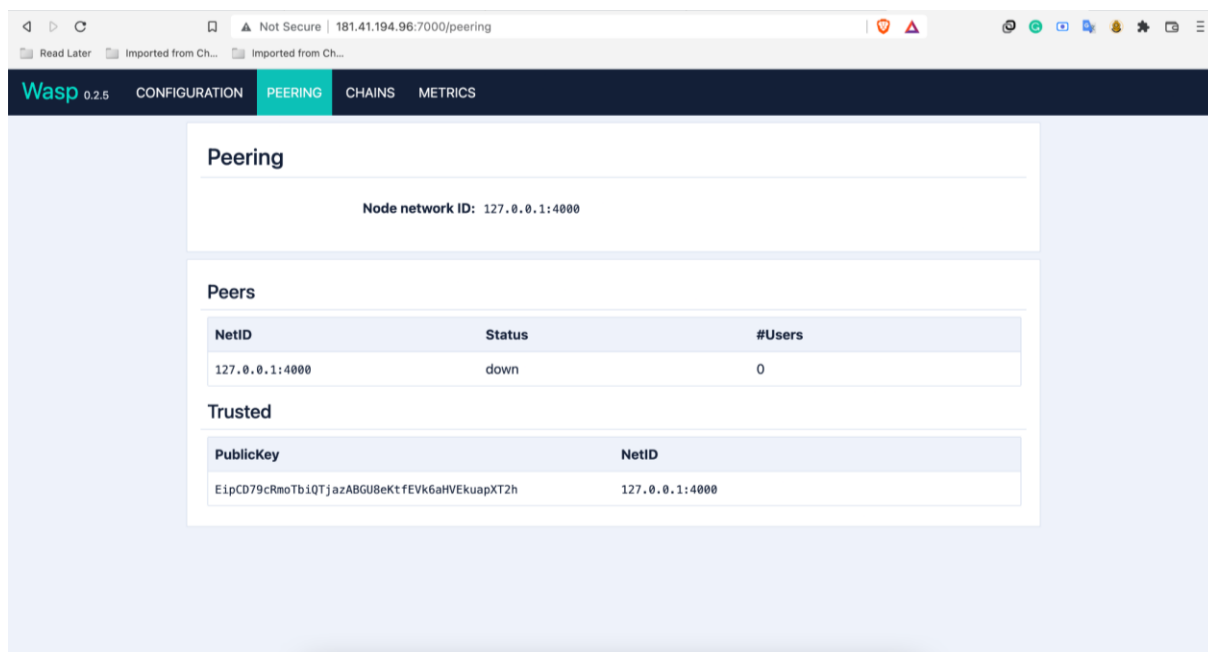 Not Secure | 181.41.194.96:7000/peering
Read Later Imported from Ch... Imported from Ch...
Wasp 0.2.5 CONFIGURATION PEERING CHAINS METRICS
Peering
Node network ID: 127.0.0.1:4000
Peers
NetID Status #Users
127.0.0.1:4000 down 0
Trusted
PublicKey NetID
EipCD79cRmoTbiQTjazABGU8eKtfEVk6aHVEkuapXT2h 127.0.0.1:4000